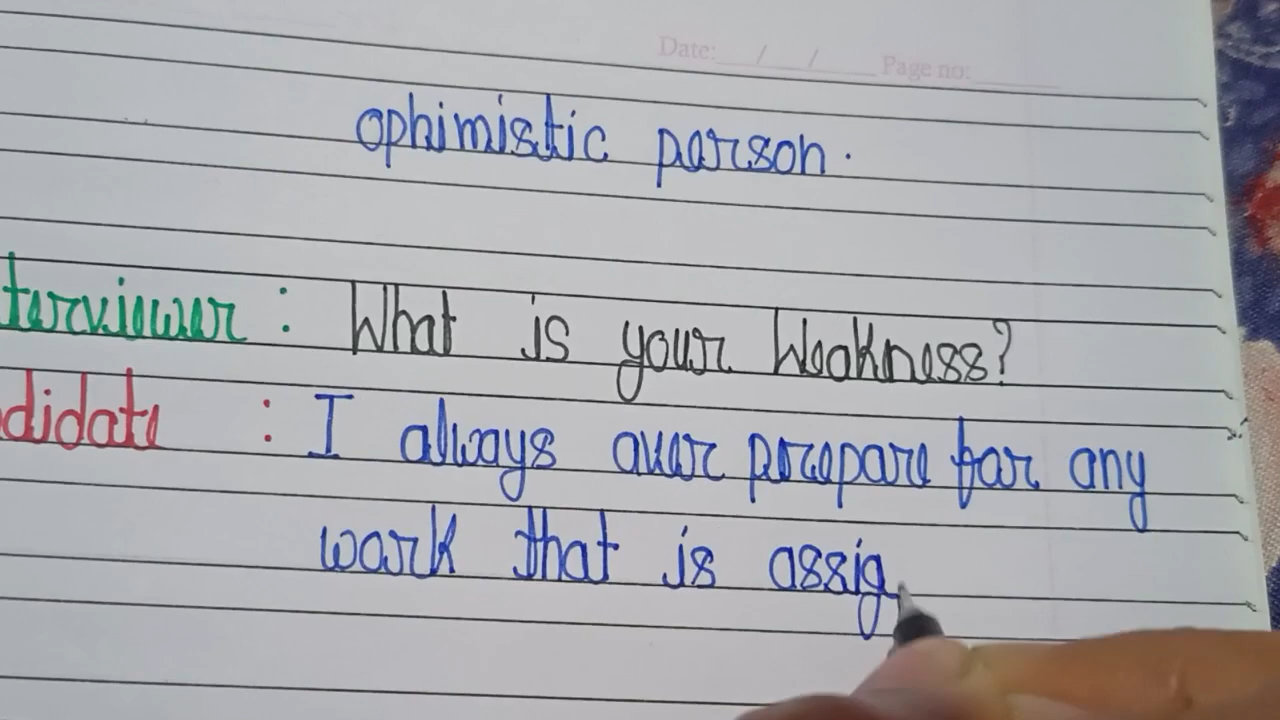 Date: / / Page no:
ophimistic person.
terviewer : What is your Weakness?
didate : I always over prepare for any
work that is assig